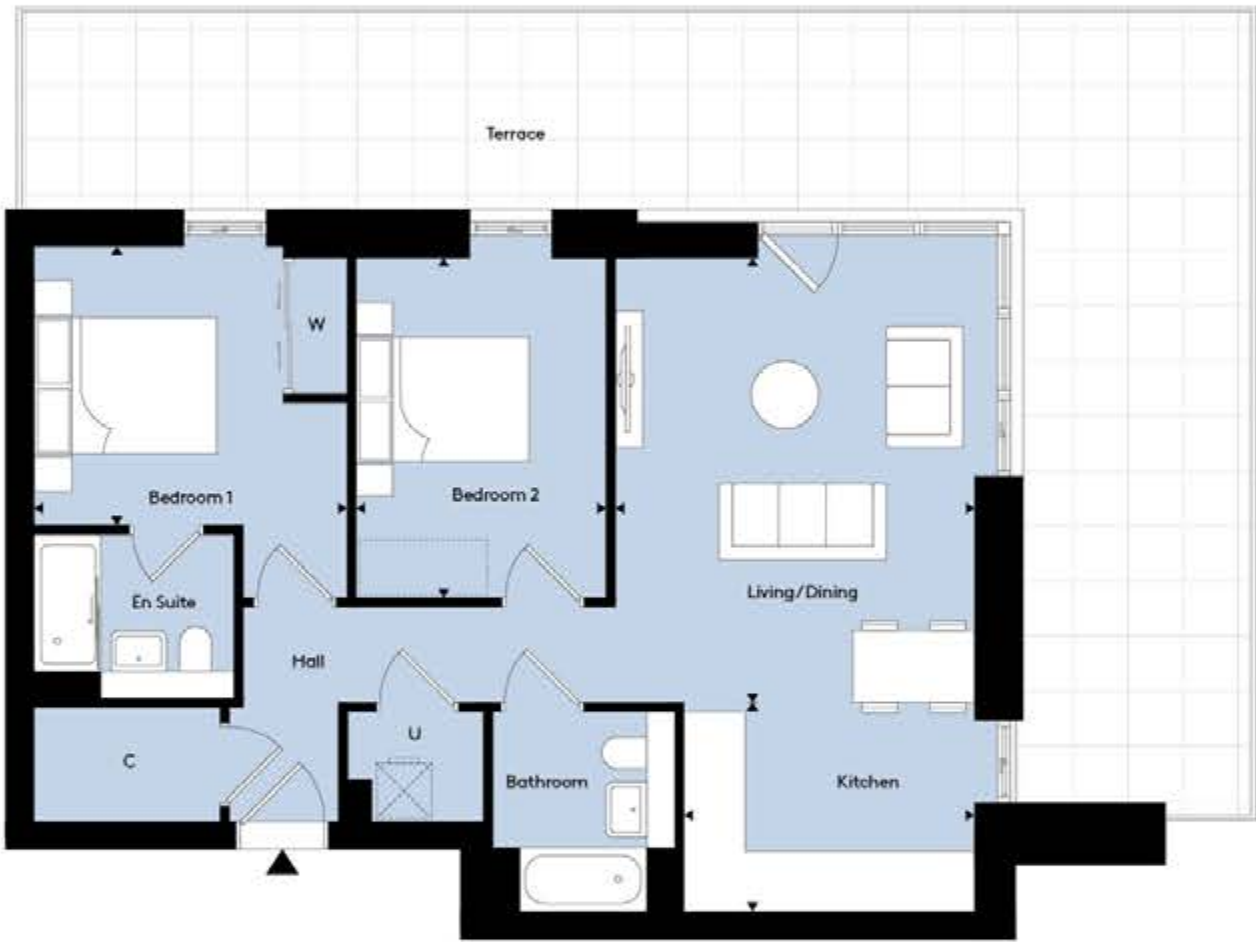 Terrace
W
Bedroom 1
Bedroom 2
En Suite
Living/Dining
Hall
U
C
Bathroom
Kitchen